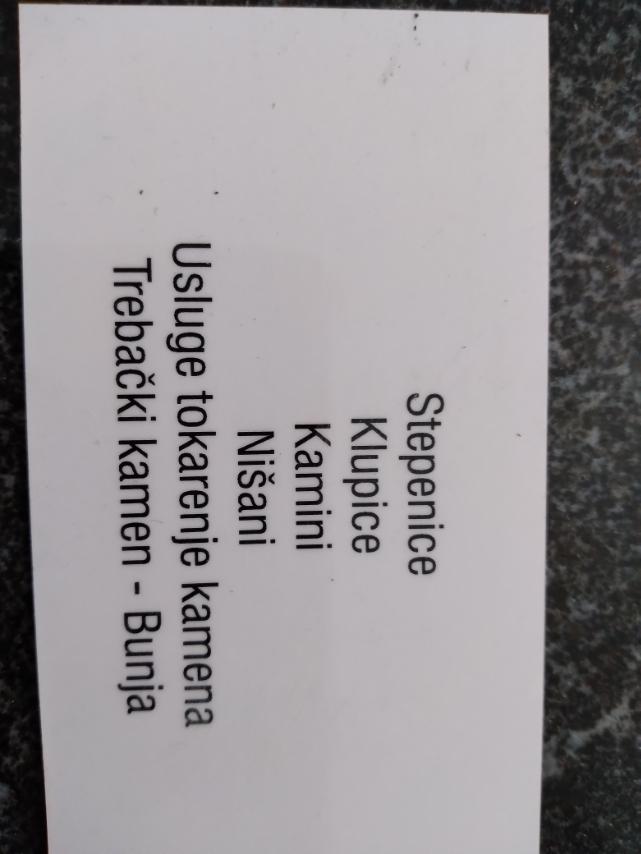 Stepenice
Klupice
Kamini
Nišani
Usluge tokarenje kamena
Trebački kamen - Bunja